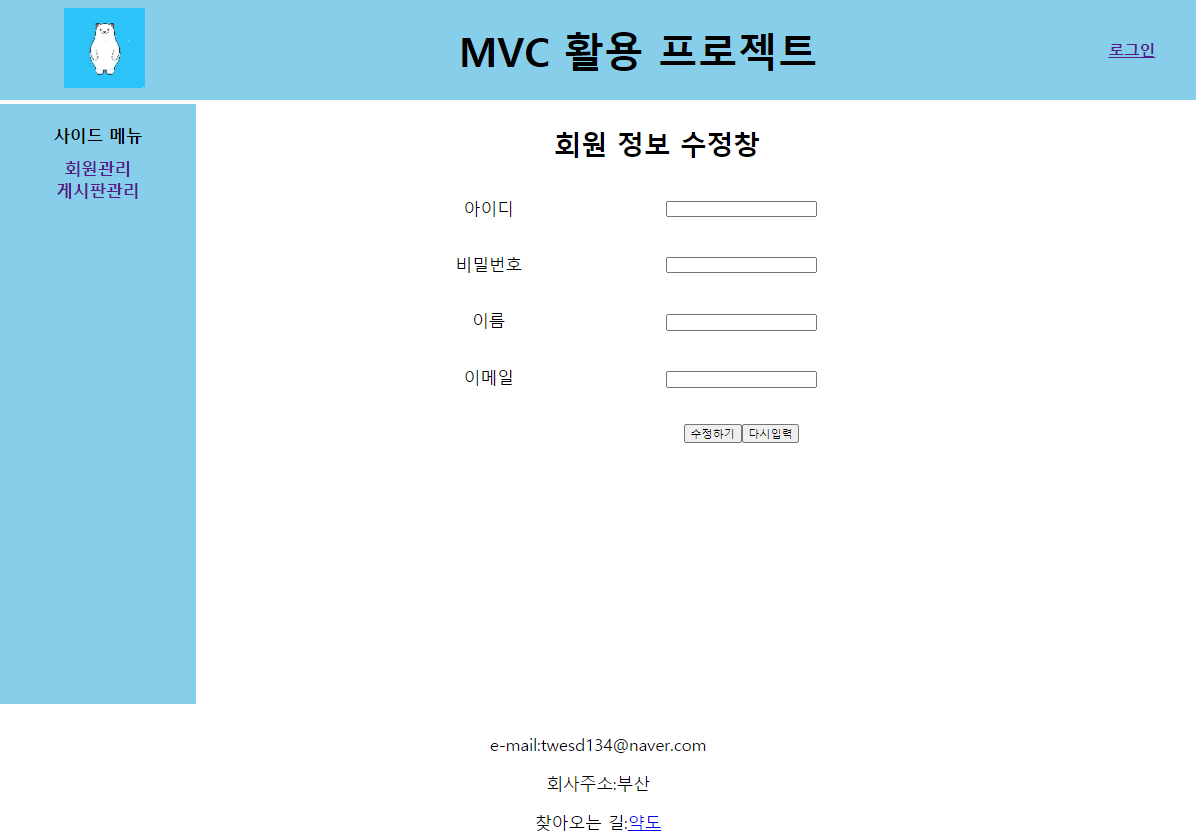 MVC 활용 프로젝트
로그인
사이드 메뉴
회원관리
게시판관리
회원 정보 수정창
아이디
비밀번호
이름
이메일
수정하기 다시입력
e-mail:twesd134@naver.com
회사주소:부산
찾아오는 길:약도